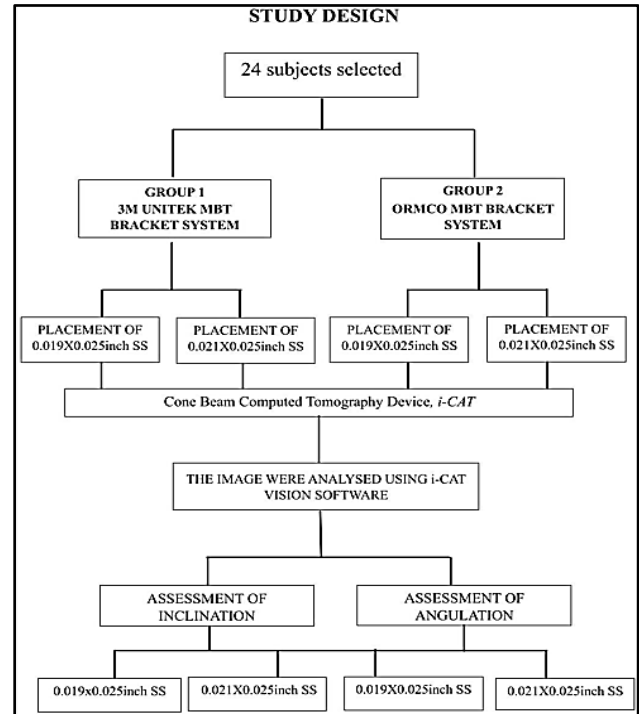 STUDY DESIGN
24 subjects selected
GROUP 1
3M UNITEK MBT
BRACKET SYSTEM
GROUP 2
ORMCO MBT BRACKET
SYSTEM
PLACEMENT OF
0.019X0.025inch SS
PLACEMENT OF
0.021X0.025inch SS
PLACEMENT OF
0.019X0.025inch SS
PLACEMENT OF
0.021X0.025inch SS
Cone Beam Computed Tomography Device, i-CAT
THE IMAGE WERE ANALYSED USING i-CAT
VISION SOFTWARE
ASSESSMENT OF
INCLINATION
ASSESSMENT OF
ANGULATION
0.019x0.025inch SS
0.021X0.025inch SS
0.019X0.025inch SS
0.021X0.025inch SS